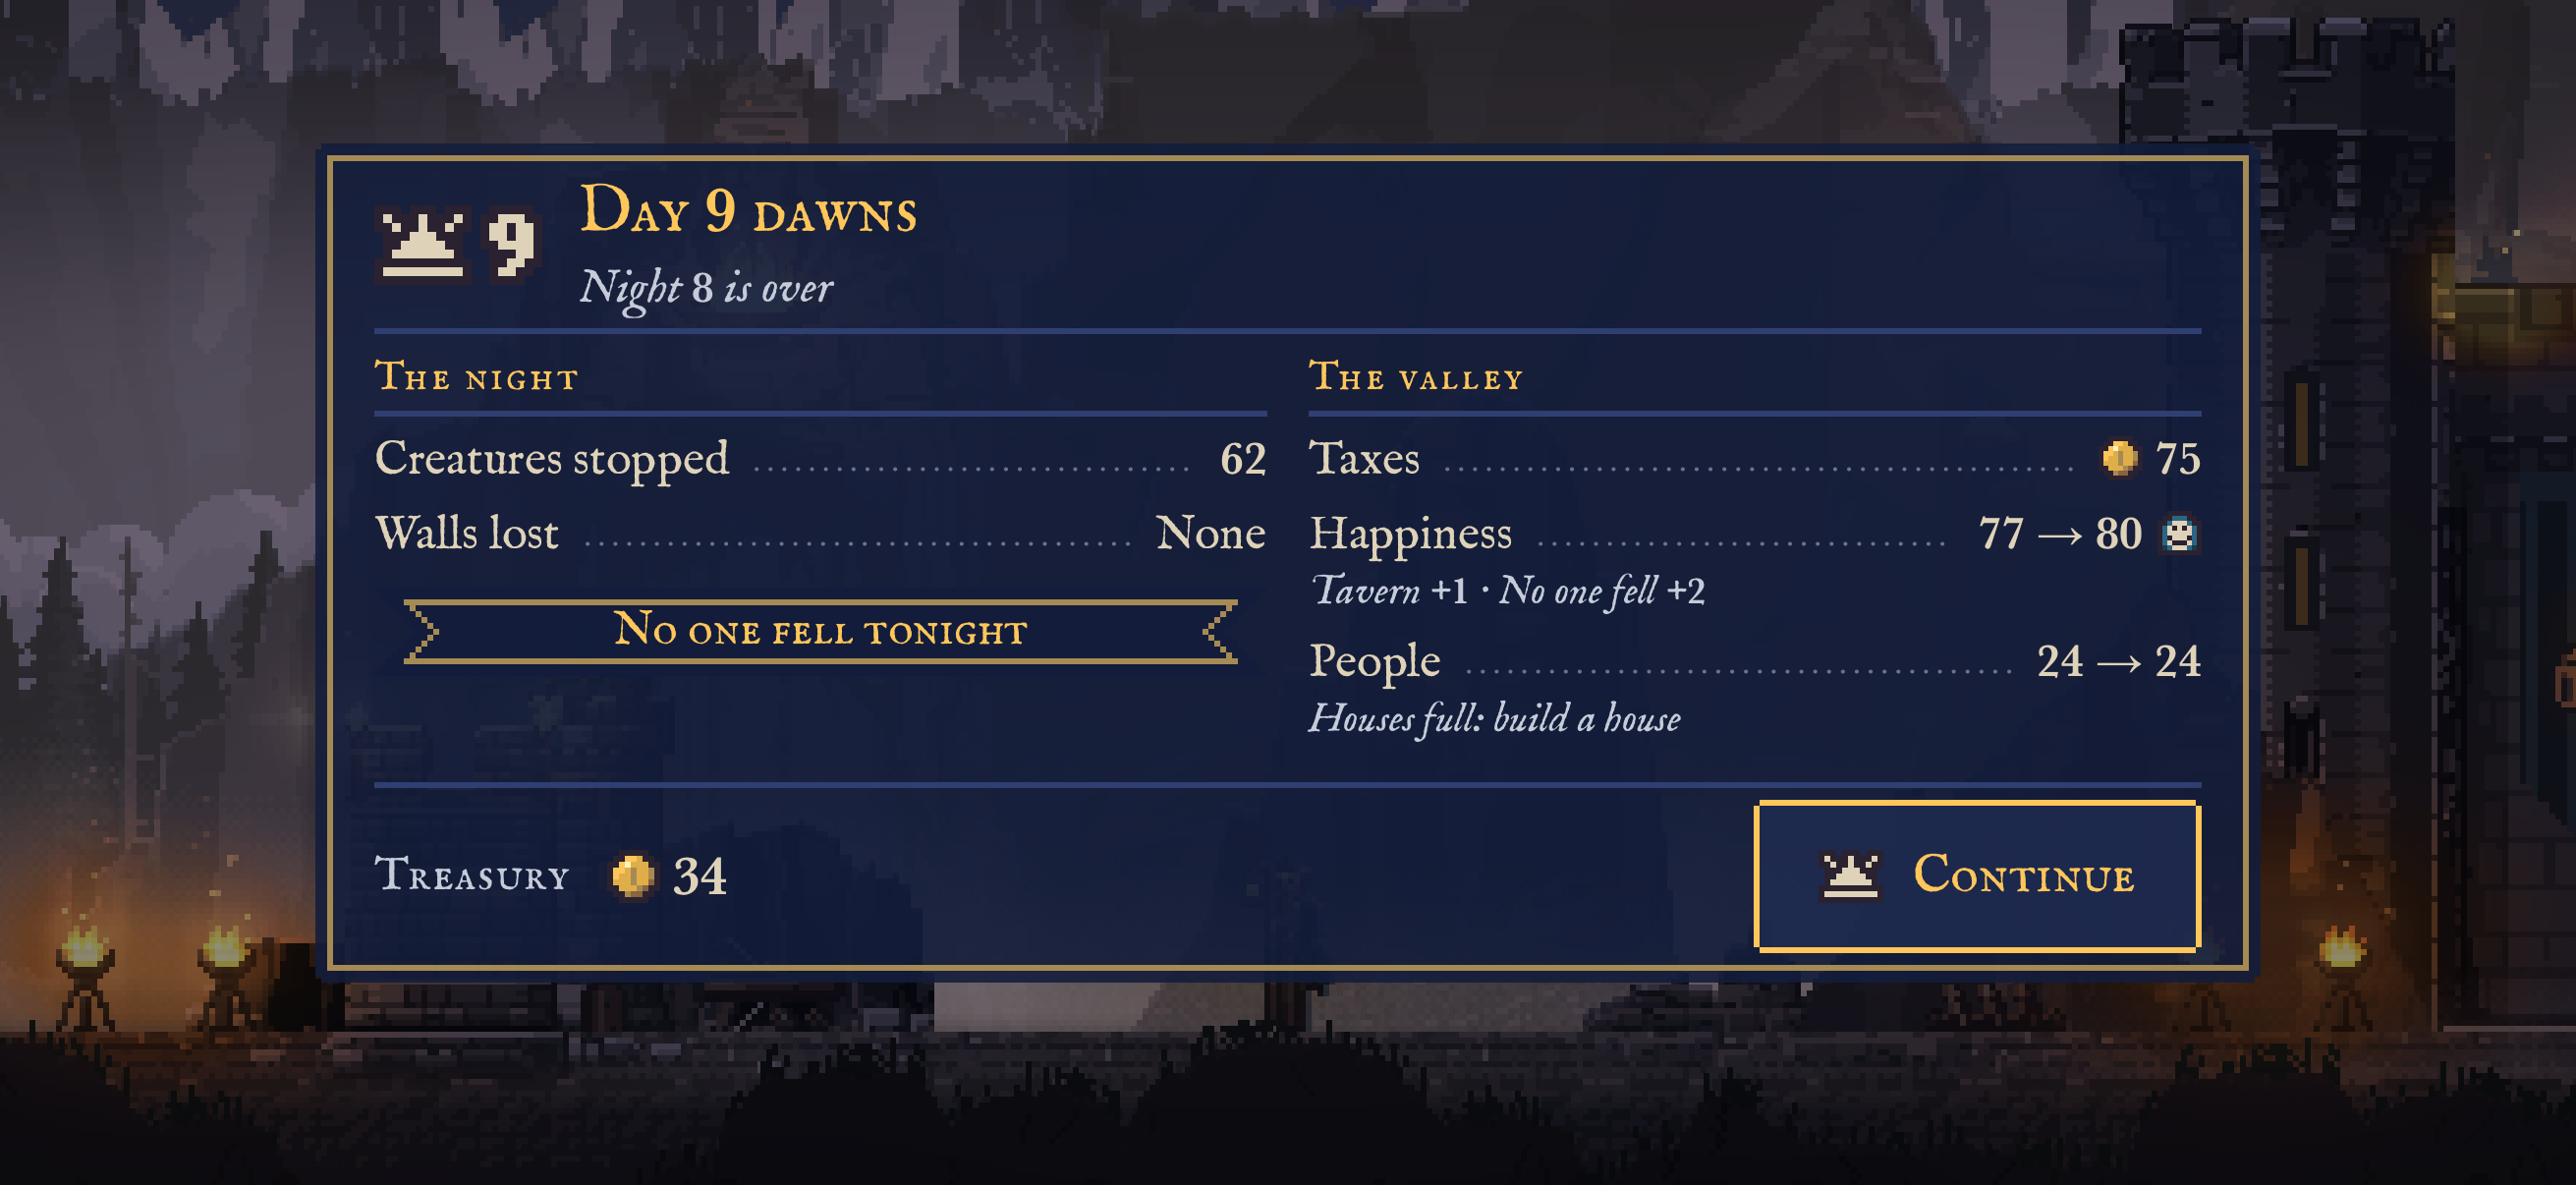 9
Day 9 dawns
Night 8 is over
The night
Creatures stopped 62
Walls lost None
No one fell tonight
The valley
Taxes 75
Happiness 77 → 80
Tavern +1 · No one fell +2
People 24 → 24
Houses full: build a house
Treasury 34
Continue